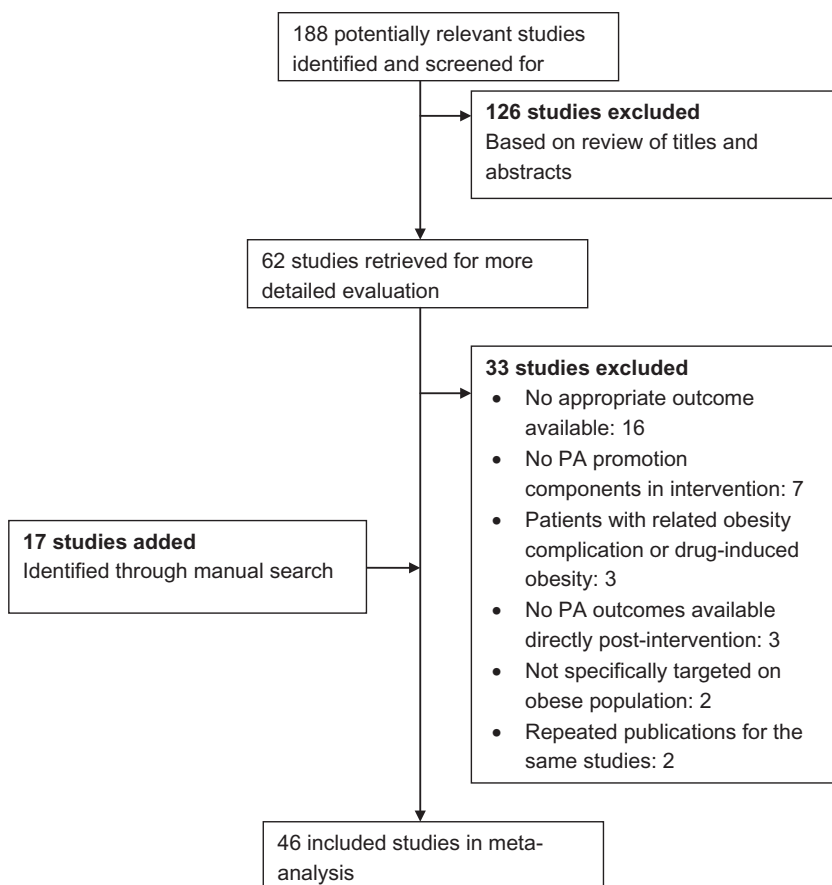 188 potentially relevant studies
identified and screened for
126 studies excluded
Based on review of titles and
abstracts
62 studies retrieved for more
detailed evaluation
33 studies excluded
• No appropriate outcome
available: 16
• No PA promotion
components in intervention: 7
• Patients with related obesity
complication or drug-induced
obesity: 3
• No PA outcomes available
directly post-intervention: 3
• Not specifically targeted on
obese population: 2
• Repeated publications for the
same studies: 2
17 studies added
Identified through manual search
46 included studies in meta-
analysis